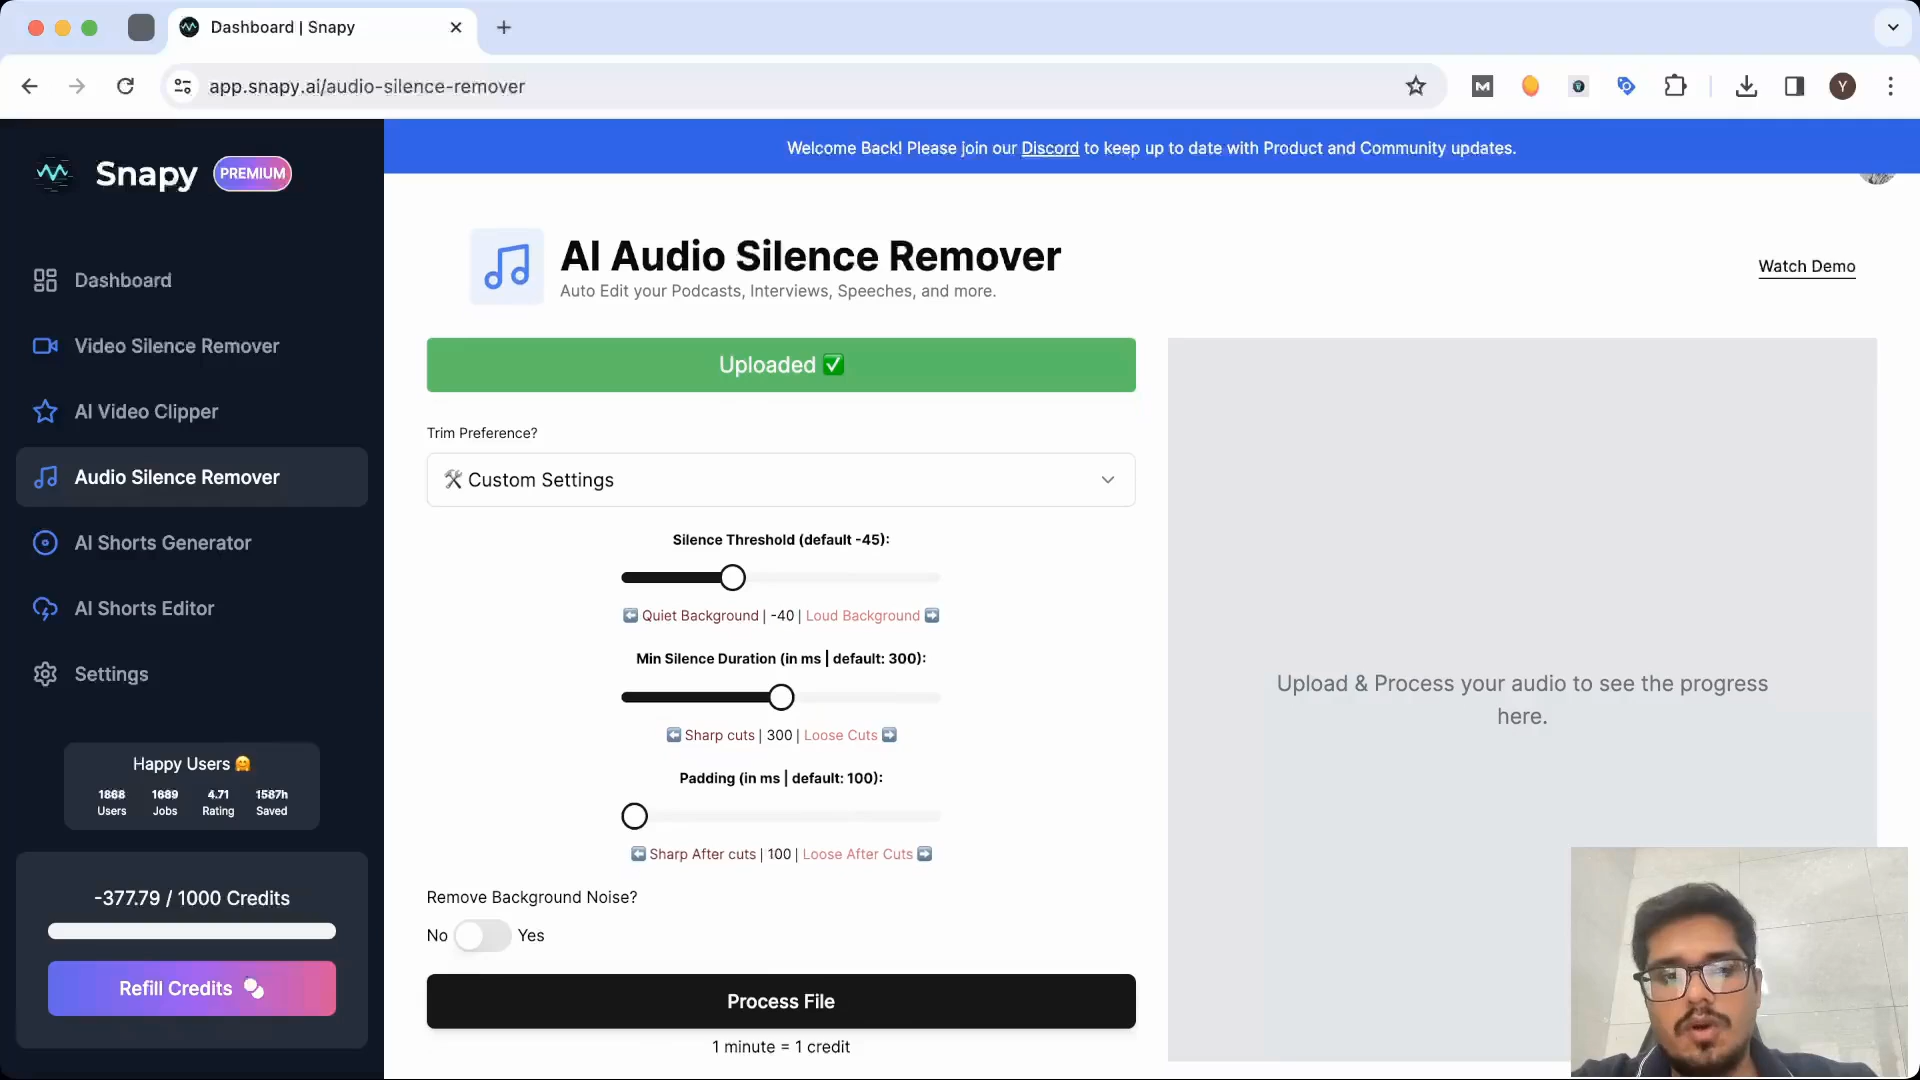 Dashboard | Snapy
app.snapy.ai/audio-silence-remover
Y
Snapy PREMIUM
Welcome Back! Please join our Discord to keep up to date with Product and Community updates.
Dashboard
Video Silence Remover
AI Video Clipper
Audio Silence Remover
AI Shorts Generator
AI Shorts Editor
Settings
Happy Users 🤗
1868 1689 4.71 1587h
Users Jobs Rating Saved
-377.79 / 1000 Credits
Refill Credits
AI Audio Silence Remover
Auto Edit your Podcasts, Interviews, Speeches, and more.
Watch Demo
Uploaded ✅
Trim Preference?
🛠 Custom Settings
Silence Threshold (default -45):
⬅️ Quiet Background | -40 | Loud Background ➡️
Min Silence Duration (in ms | default: 300):
⬅️ Sharp cuts | 300 | Loose Cuts ➡️
Padding (in ms | default: 100):
⬅️ Sharp After cuts | 100 | Loose After Cuts ➡️
Remove Background Noise?
No Yes
Process File
1 minute = 1 credit
Upload & Process your audio to see the progress
here.